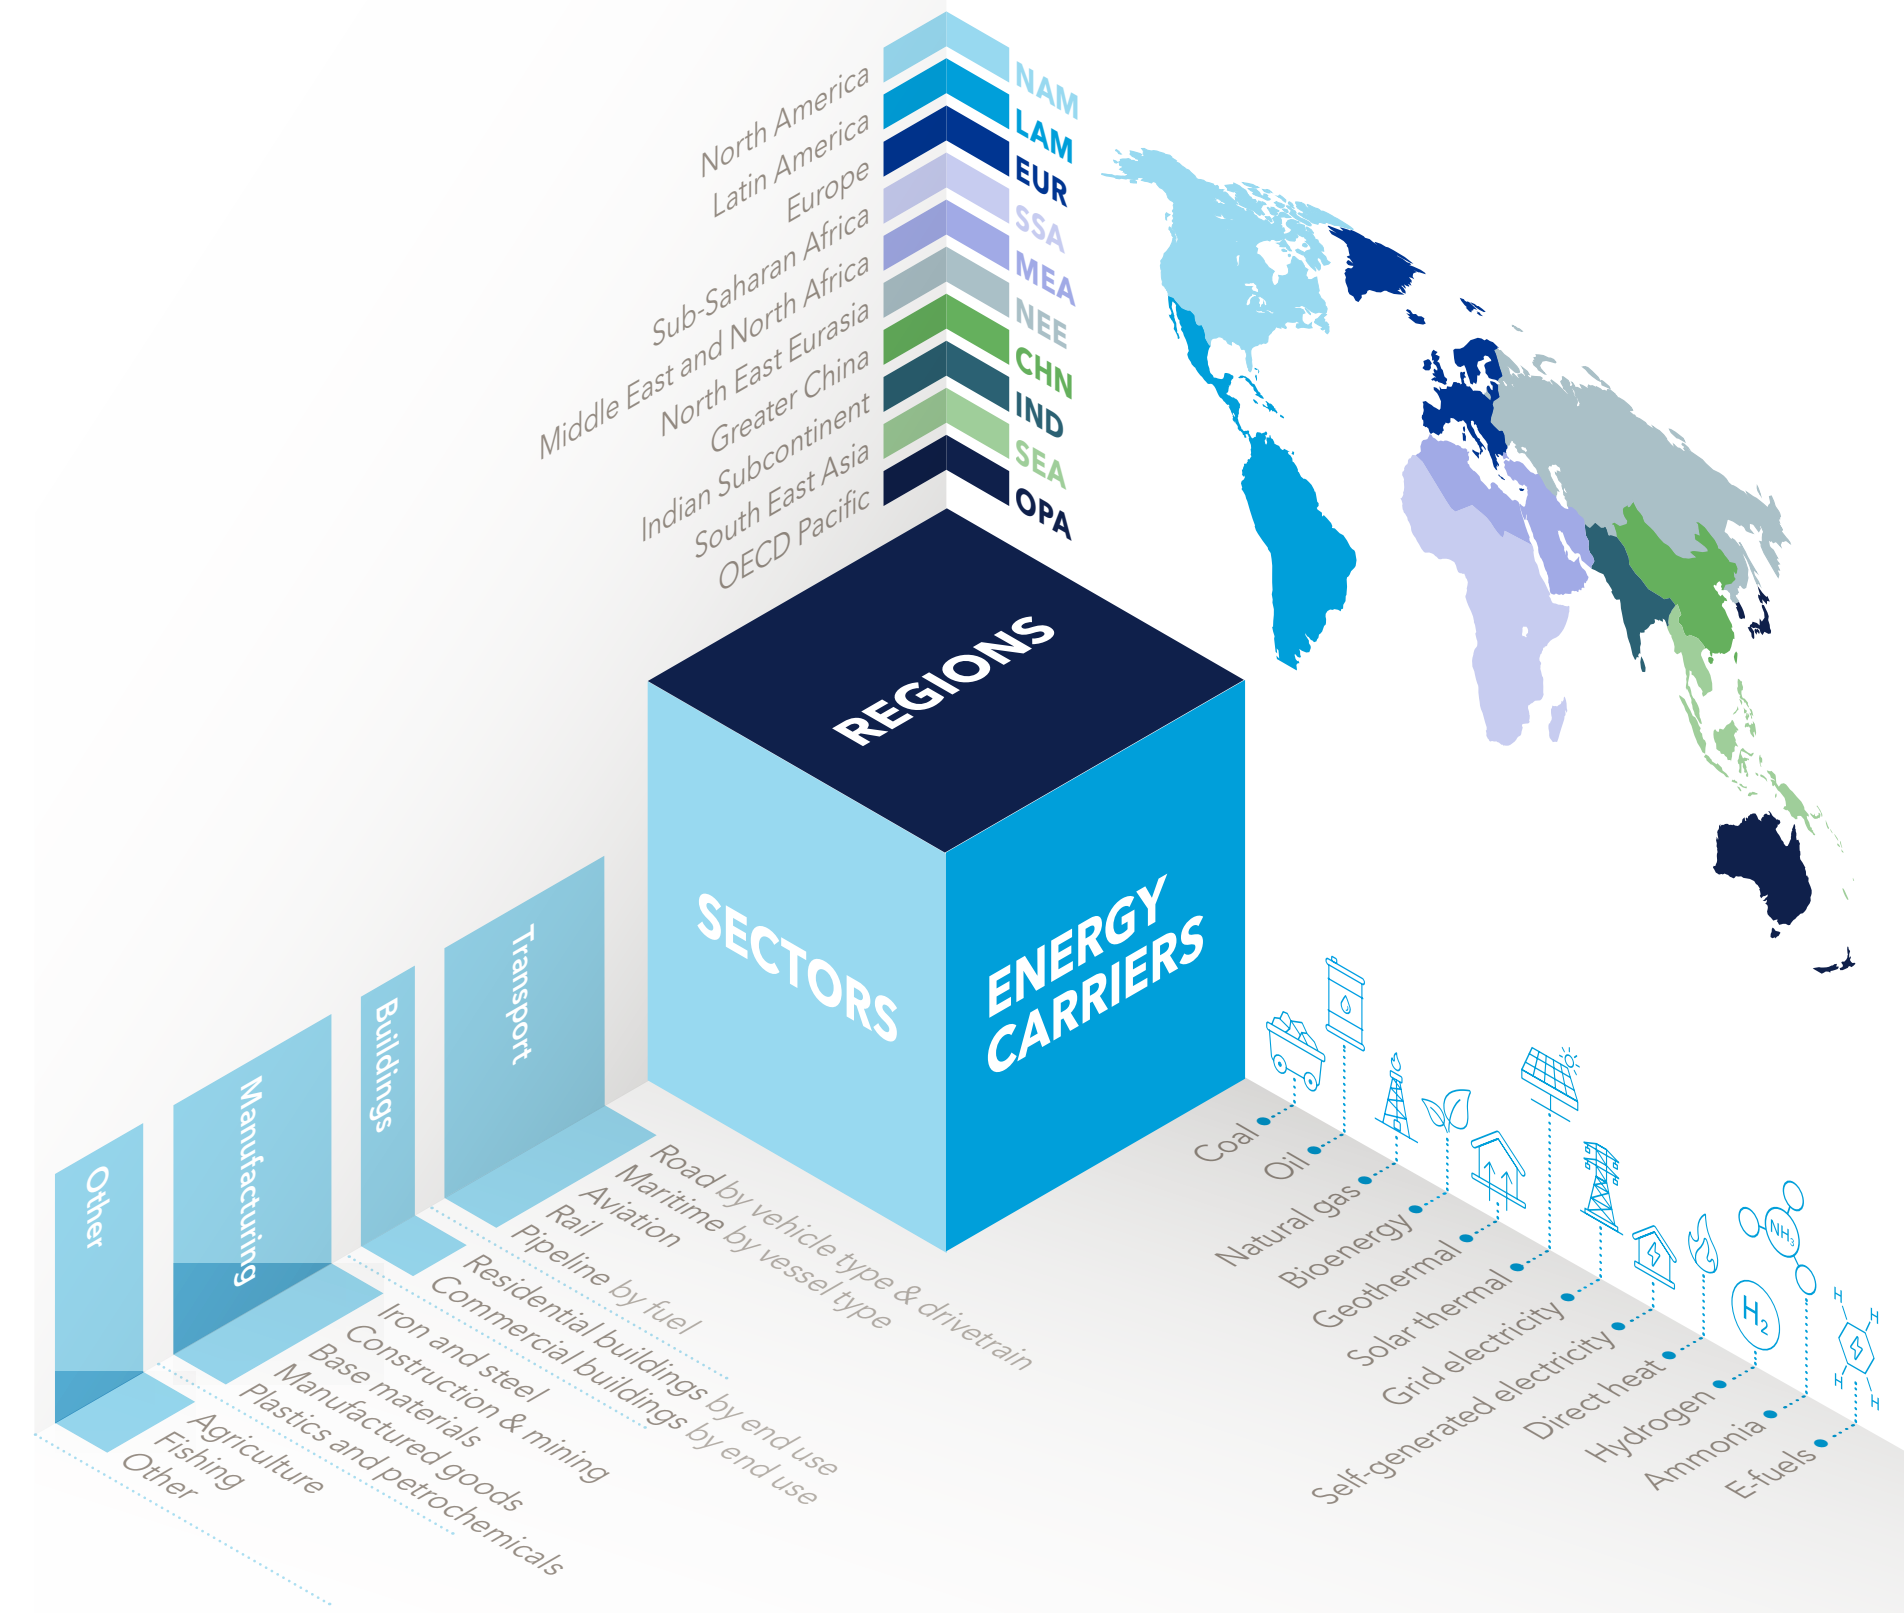 North America
Latin America
Europe
Sub-Saharan Africa
Middle East and North Africa
North East Eurasia
Greater China
Indian Subcontinent
South East Asia
OECD Pacific
NAM
LAM
EUR
SSA
MEA
NEE
CHN
IND
SEA
OPA
REGIONS
SECTORS
ENERGY
CARRIERS
Transport
Buildings
Manufacturing
Other
Road by vehicle type & drivetrain
Maritime by vessel type
Aviation
Rail
Pipeline by fuel
Residential buildings by end use
Commercial buildings by end use
Iron and steel
Construction & mining
Base materials
Manufactured goods
Plastics and petrochemicals
Agriculture
Fishing
Other
Coal
Oil
Natural gas
Bioenergy
Geothermal
Solar thermal
Grid electricity
Self-generated electricity
Direct heat
Hydrogen
Ammonia
E-fuels
NH3
H2
H
H
H
H